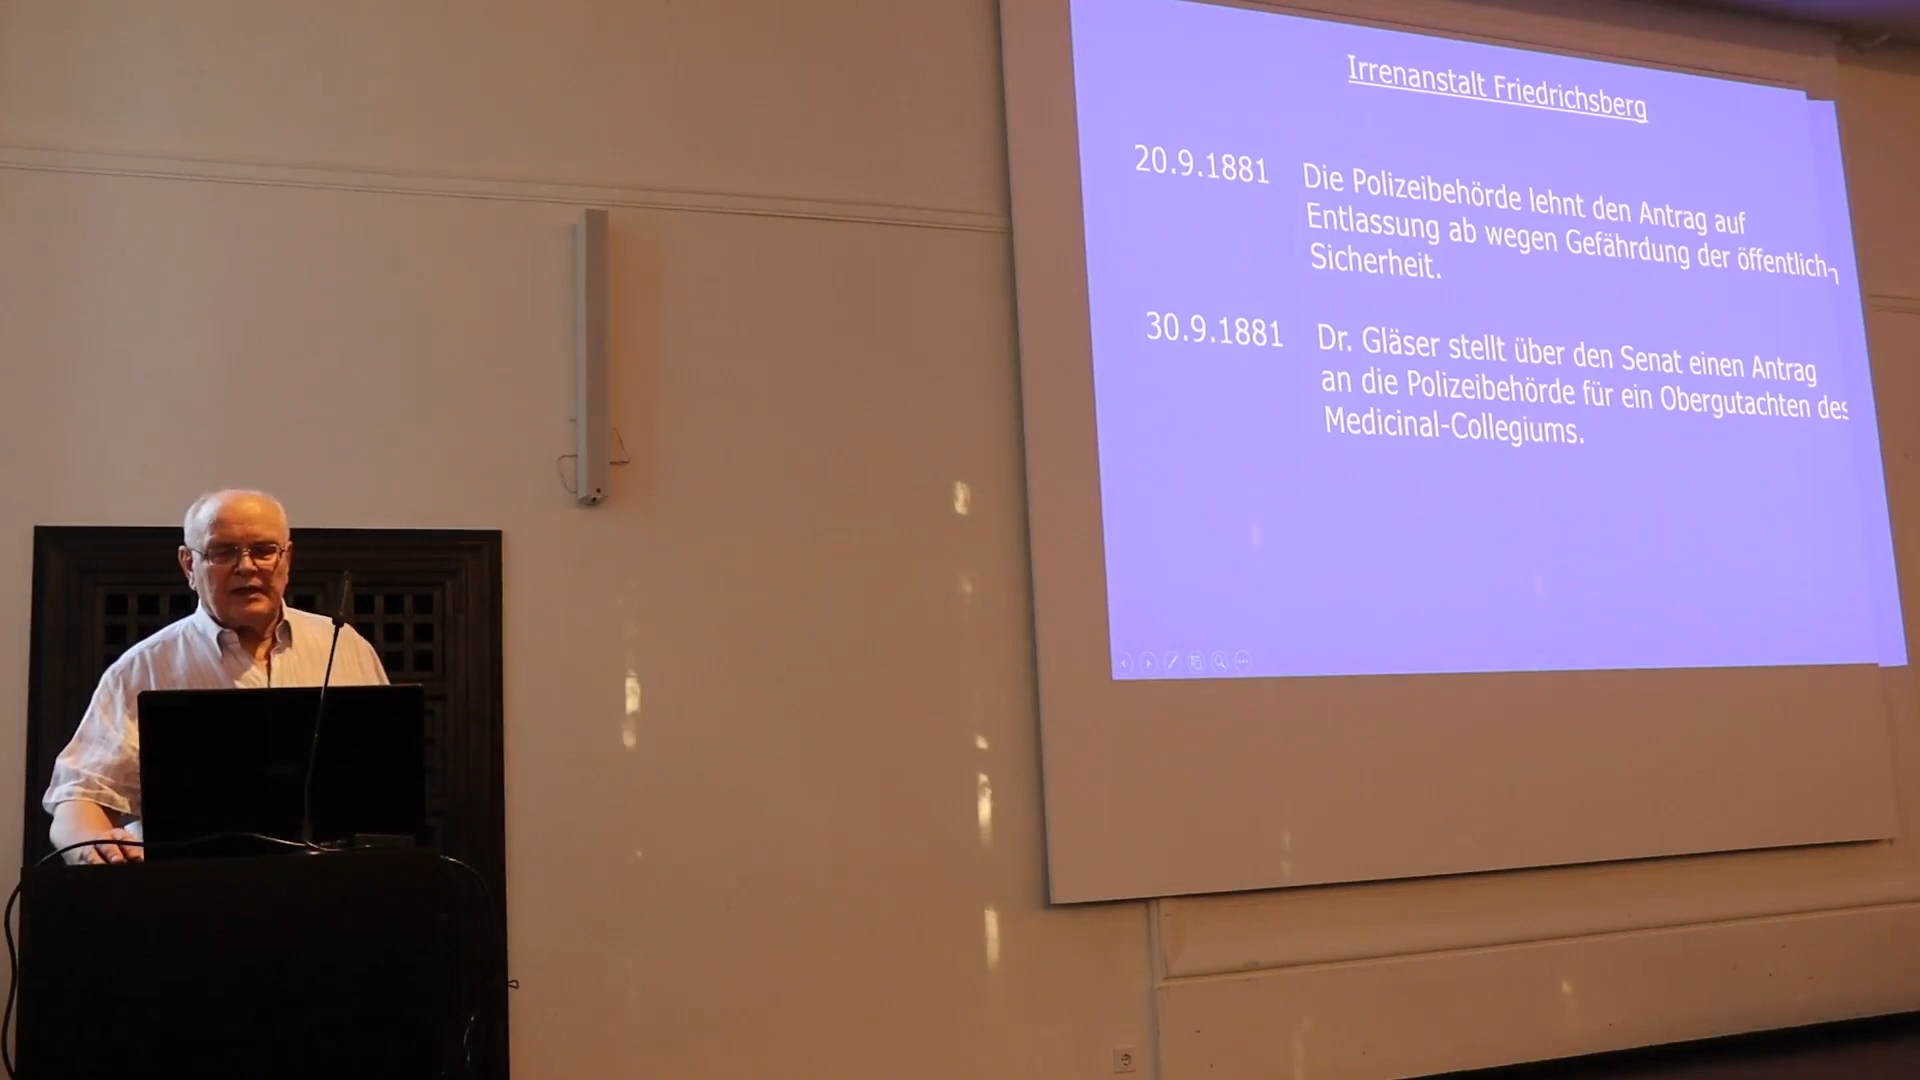 Irrenanstalt Friedrichsberg
20.9.1881 Die Polizeibehörde lehnt den Antrag auf
Entlassung ab wegen Gefährdung der öffentlich
Sicherheit.
30.9.1881 Dr. Gläser stellt über den Senat einen Antrag
an die Polizeibehörde für ein Obergutachten des
Medicinal-Collegiums.